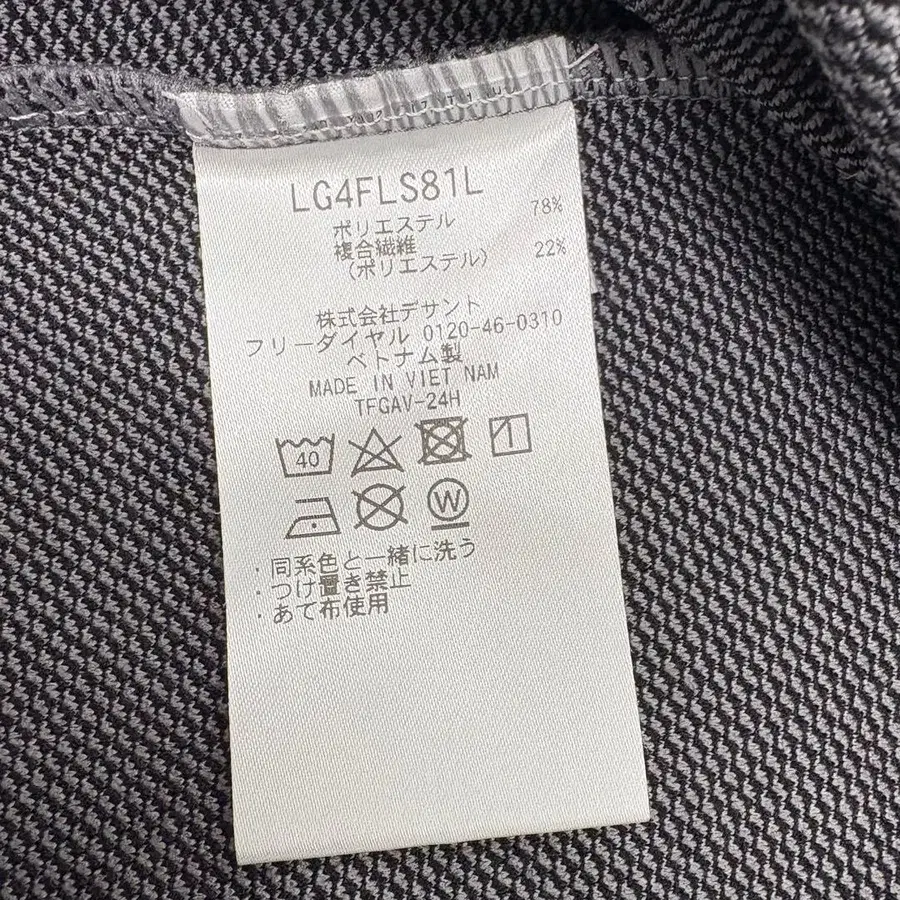 LG4FLS81L
ポリエステル 78%
複合繊維
(ポリエステル) 22%
株式会社デサント
フリーダイヤル 0120-46-0310
ベトナム製
MADE IN VIET NAM
TFGAV-24H
40
W
・同系色と一緒に洗う
・つけ置き禁止
・あて布使用